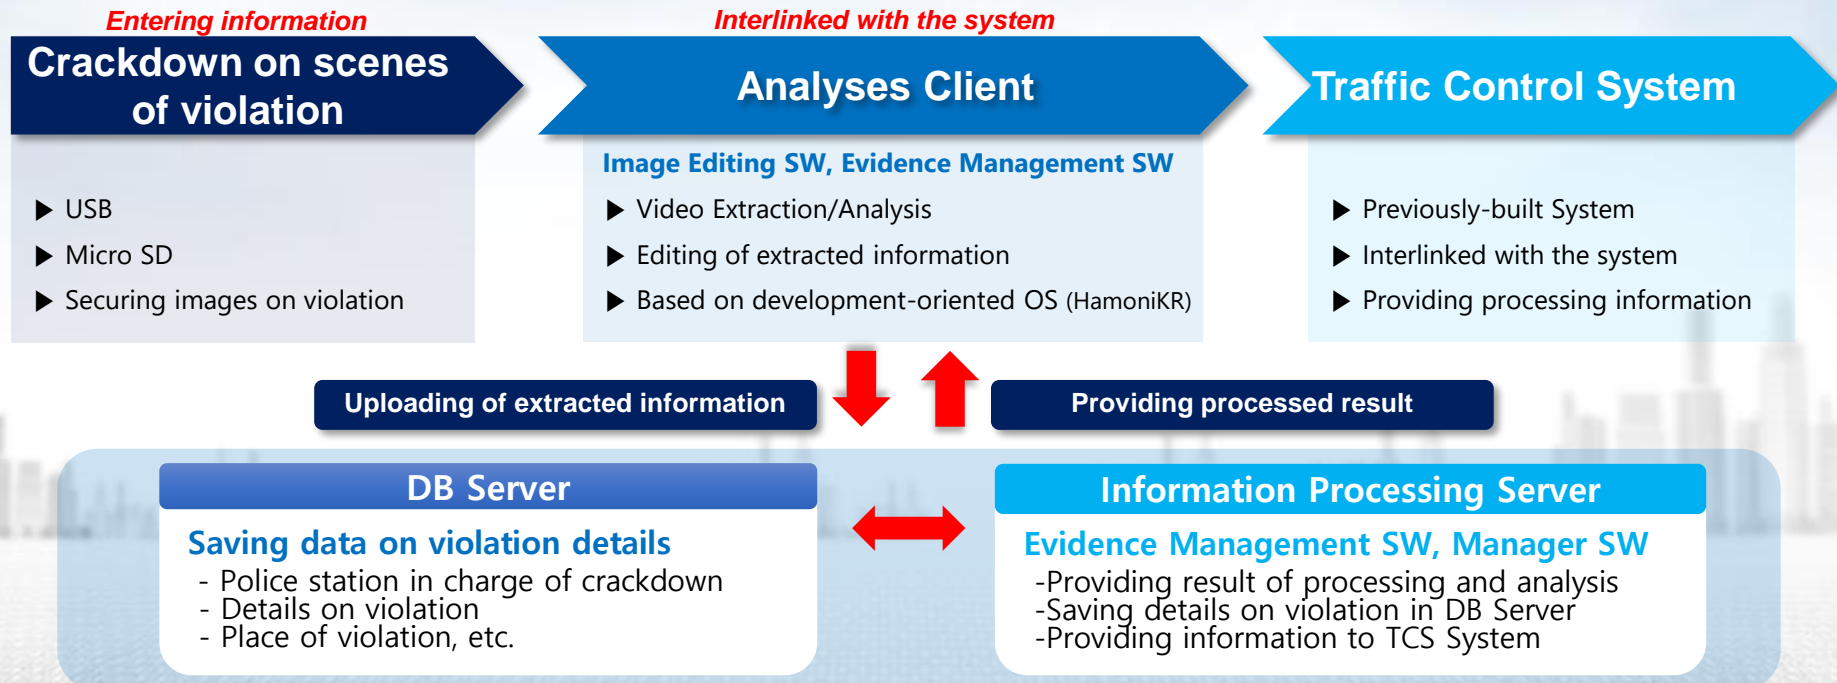 Entering information
Interlinked with the system
Crackdown on scenes
of violation
Analyses Client
Traffic Control System
▶ USB
▶ Micro SD
▶ Securing images on violation
Image Editing SW, Evidence Management SW
▶ Video Extraction/Analysis
▶ Editing of extracted information
▶ Based on development-oriented OS (HamoniKR)
▶ Previously-built System
▶ Interlinked with the system
▶ Providing processing information
Uploading of extracted information
Providing processed result
DB Server
Saving data on violation details
- Police station in charge of crackdown
- Details on violation
- Place of violation, etc.
Information Processing Server
Evidence Management SW, Manager SW
-Providing result of processing and analysis
-Saving details on violation in DB Server
-Providing information to TCS System